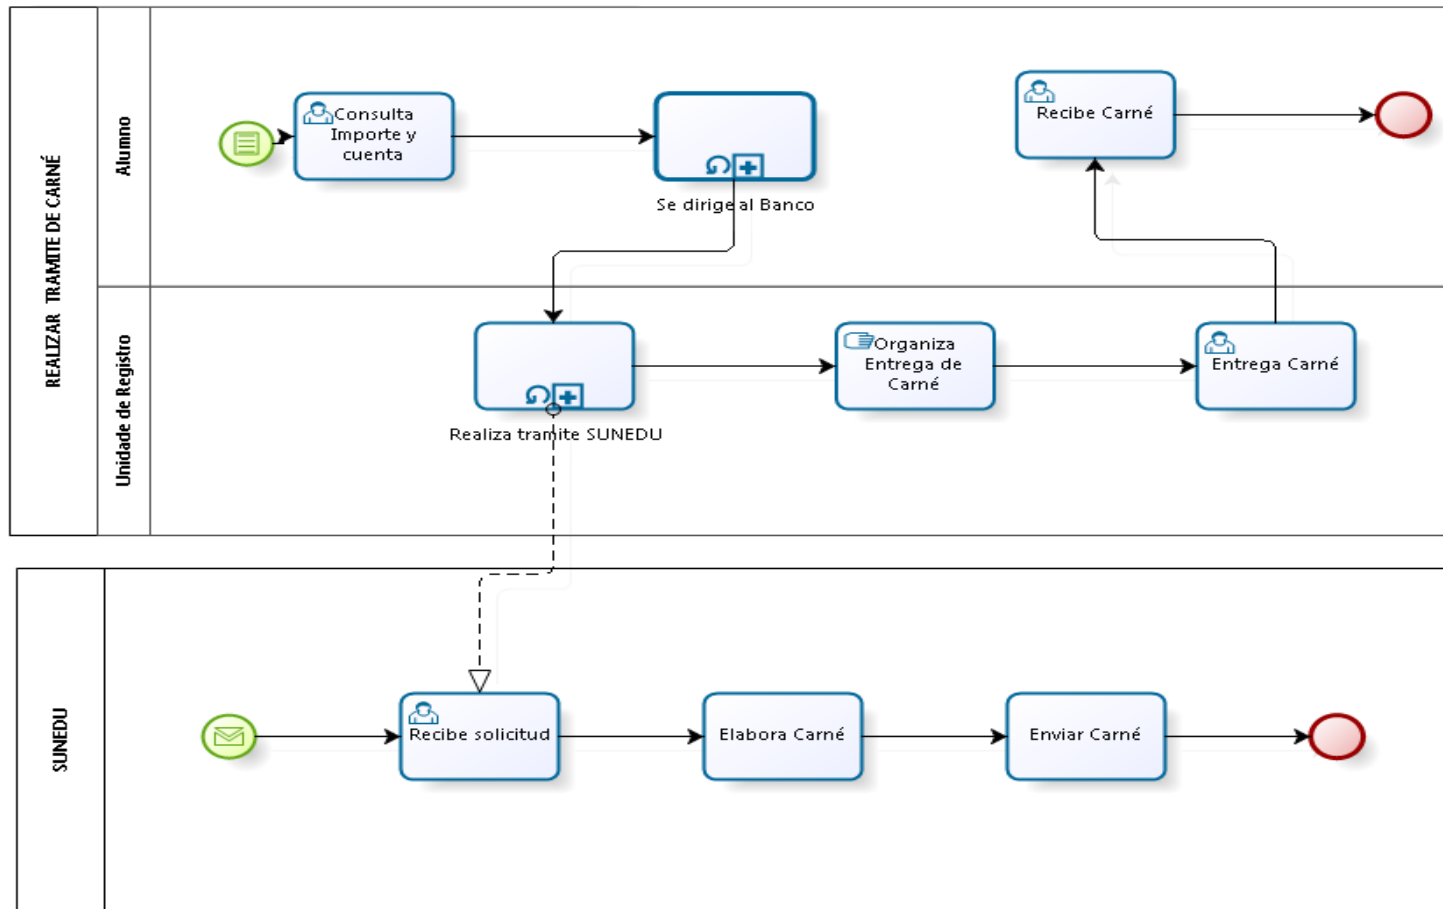 REALIZAR TRAMITE DE CARNÉ
Alumno
Consulta
Importe y
cuenta
Se dirige al Banco
Recibe Carné
Unidade de Registro
Realiza tramite SUNEDU
Organiza
Entrega de
Carné
Entrega Carné
SUNEDU
Recibe solicitud
Elabora Carné
Enviar Carné